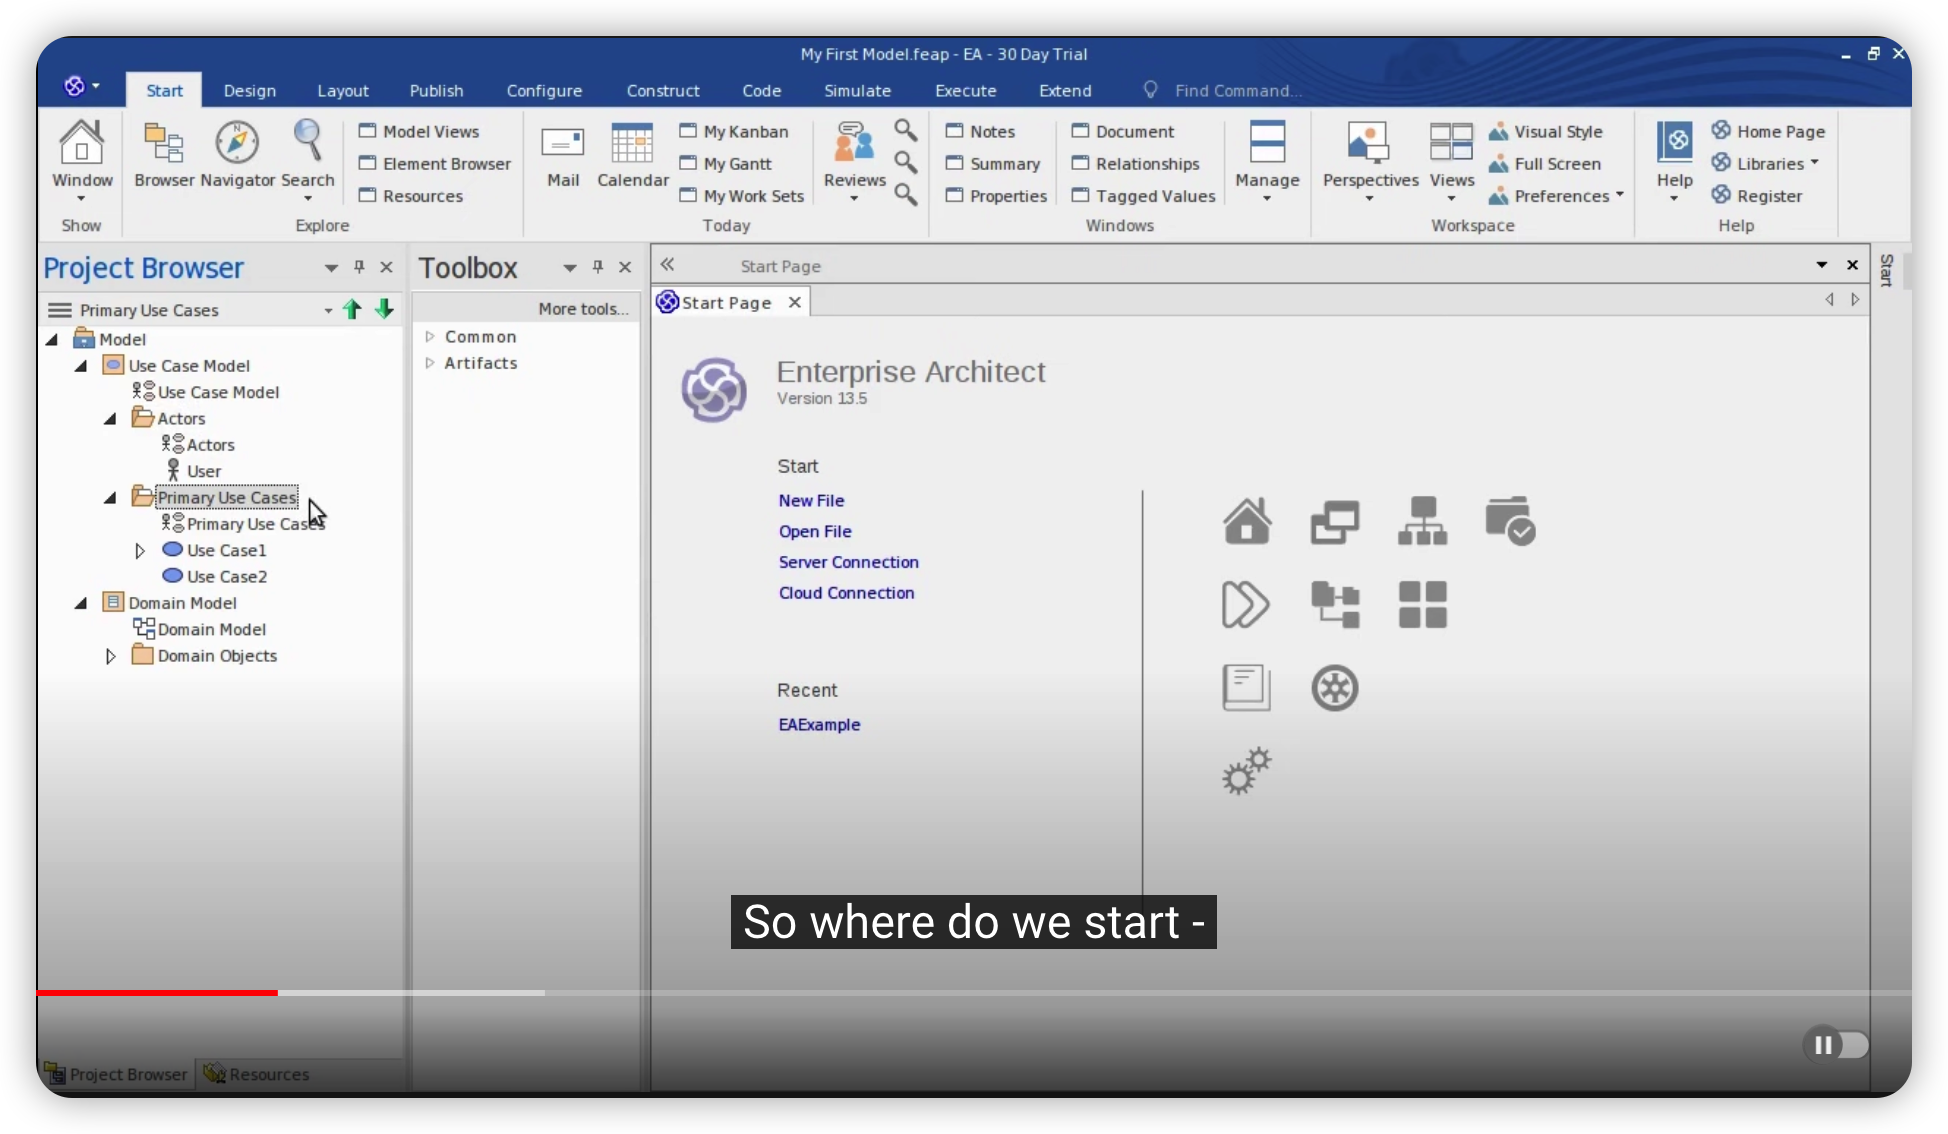 My First Model.feap - EA - 30 Day Trial
Start Design Layout Publish Configure Construct Code Simulate Execute Extend Find Command...
Window
Show
Browser Navigator Search
Model Views
Element Browser
Resources
Explore
Mail Calendar
My Kanban
My Gantt
My Work Sets
Reviews
Today
Notes
Summary
Properties
Document
Relationships
Tagged Values
Manage
Windows
Perspectives Views
Visual Style
Full Screen
Preferences
Workspace
Help
Home Page
Libraries
Register
Help
Project Browser
Primary Use Cases
Model
Use Case Model
Use Case Model
Actors
Actors
User
Primary Use Cases
Primary Use Cases
Use Case1
Use Case2
Domain Model
Domain Model
Domain Objects
Project Browser Resources
Toolbox
More tools...
Common
Artifacts
Start Page
Start Page
Start
Enterprise Architect
Version 13.5
Start
New File
Open File
Server Connection
Cloud Connection
Recent
EAExample
So where do we start -